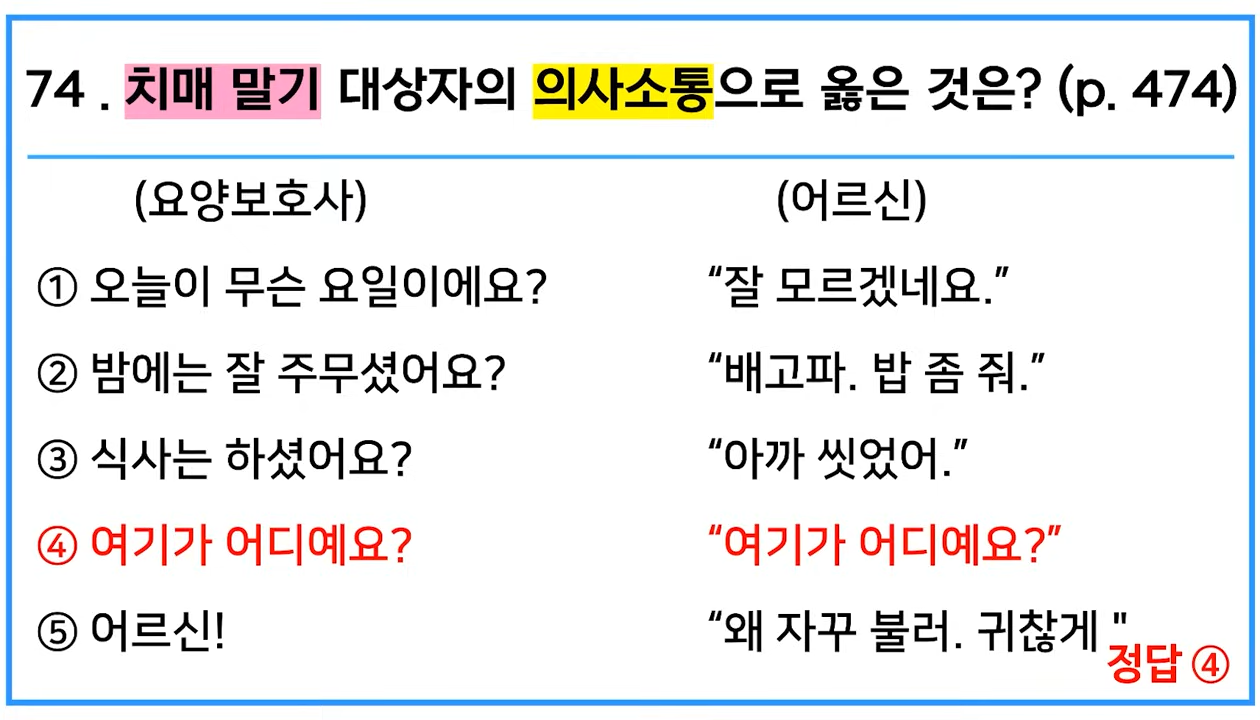 74 . 치매 말기 대상자의 의사소통으로 옳은 것은? (p. 474)
(요양보호사) (어르신)
① 오늘이 무슨 요일이에요? “잘 모르겠네요.”
② 밤에는 잘 주무셨어요? “배고파. 밥 좀 줘.”
③ 식사는 하셨어요? “아까 씻었어.”
④ 여기가 어디예요? “여기가 어디예요?”
⑤ 어르신! “왜 자꾸 불러. 귀찮게 "
정답 ④